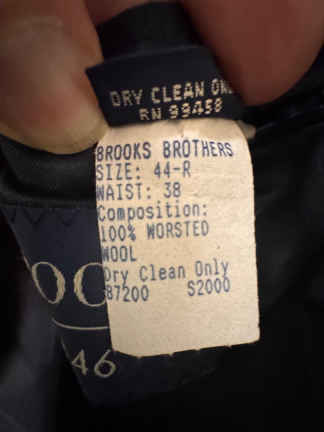 DRY CLEAN
RN 99458
BROOKS BROTHERS
SIZE: 44-R
WAIST: 38
Composition:
100% WORSTED
WOOL
Dry Clean Only
87200 S2000
46